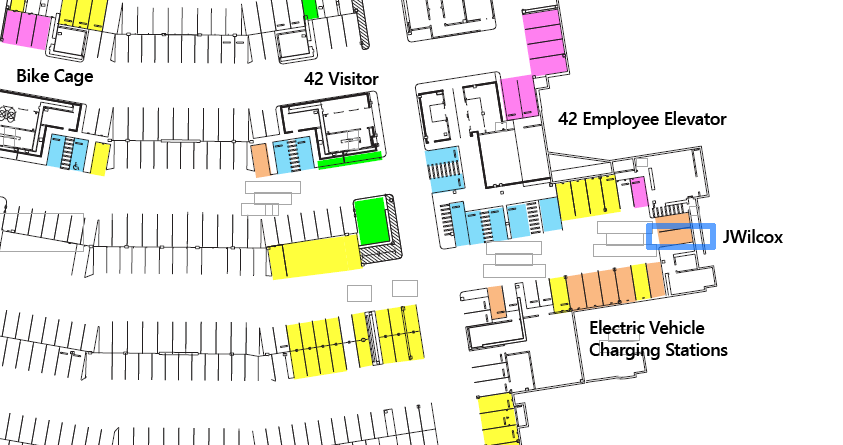 Bike Cage
42 Visitor
42 Employee Elevator
JWilcox
Electric Vehicle
Charging Stations